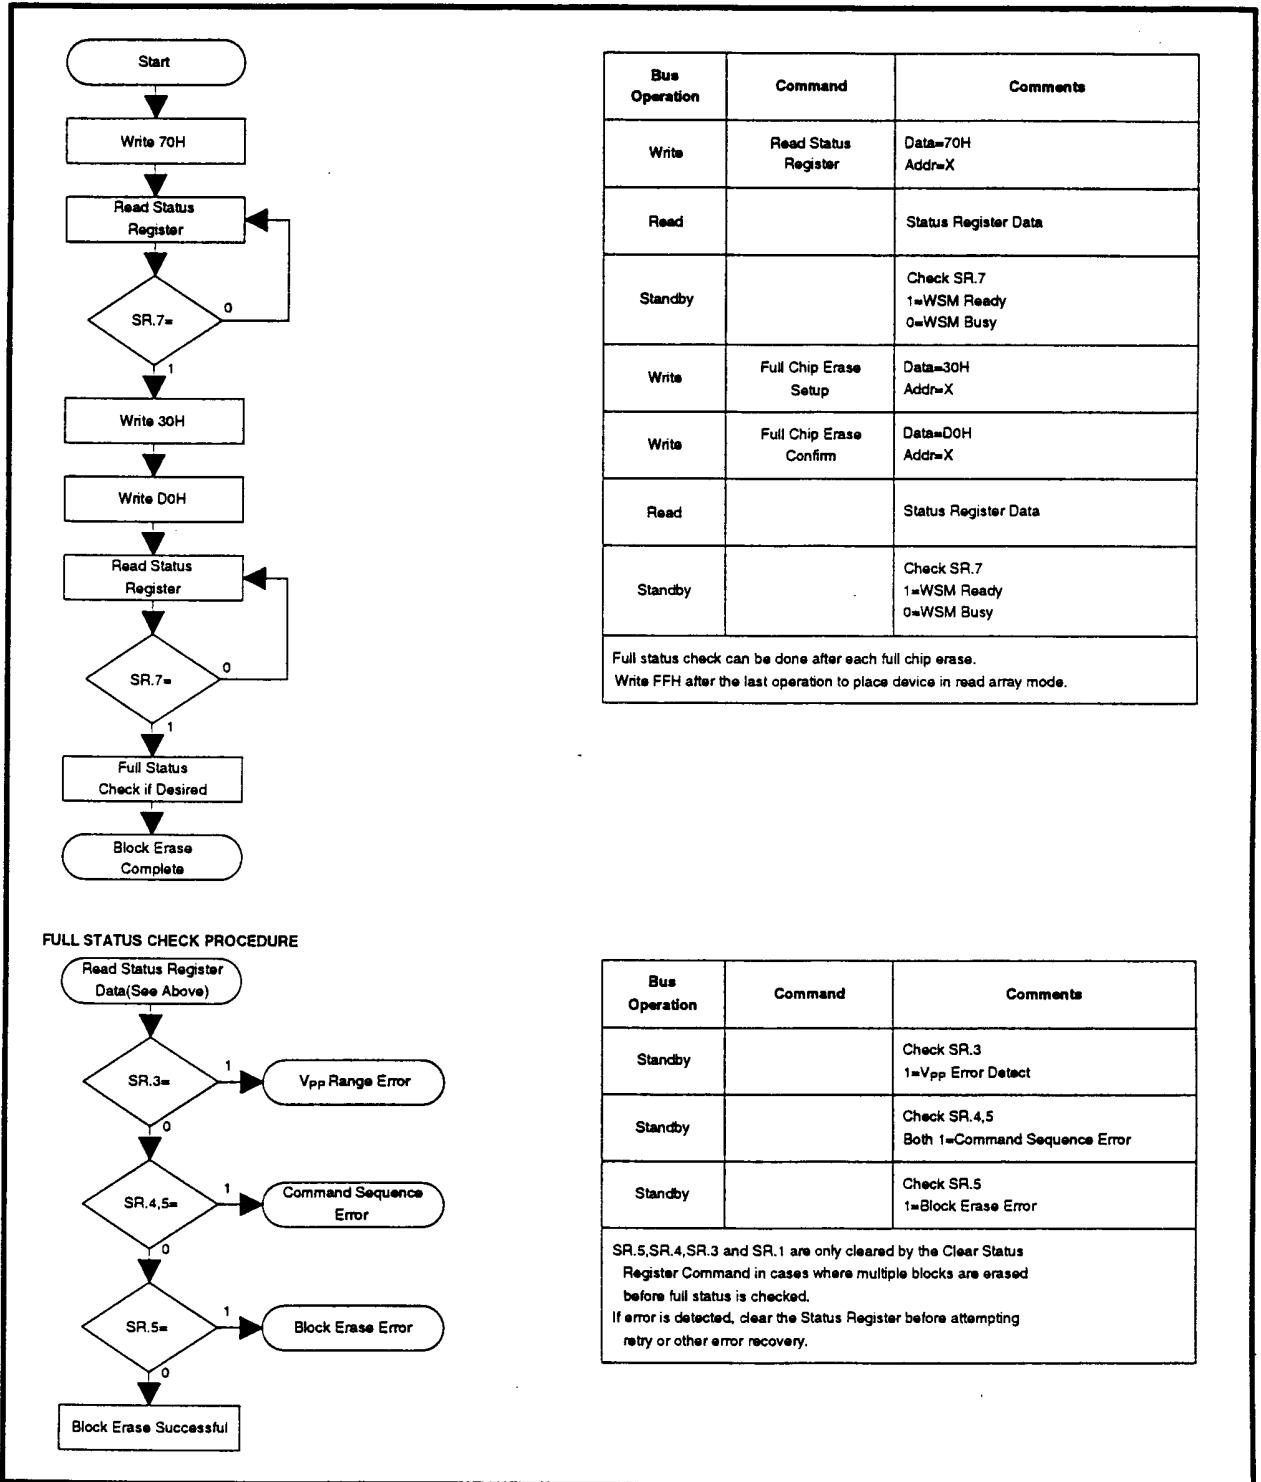 Start
Write 70H
Read Status
Register
SR.7=
0
1
Write 30H
Write D0H
Read Status
Register
SR.7=
0
1
Full Status
Check if Desired
Block Erase
Complete
Bus
Operation
Command
Comments
Write
Read Status
Register
Data=70H
Addr=X
Read
Status Register Data
Standby
Check SR.7
1=WSM Ready
0=WSM Busy
Write
Full Chip Erase
Setup
Data=30H
Addr=X
Write
Full Chip Erase
Confirm
Data=D0H
Addr=X
Read
Status Register Data
Standby
Check SR.7
1=WSM Ready
0=WSM Busy
Full status check can be done after each full chip erase.
Write FFH after the last operation to place device in read array mode.
FULL STATUS CHECK PROCEDURE
Read Status Register
Data(See Above)
SR.3=
1
VPP Range Error
0
SR.4,5=
1
Command Sequence
Error
0
SR.5=
1
Block Erase Error
0
Block Erase Successful
Bus
Operation
Command
Comments
Standby
Check SR.3
1=VPP Error Detect
Standby
Check SR.4,5
Both 1=Command Sequence Error
Standby
Check SR.5
1=Block Erase Error
SR.5,SR.4,SR.3 and SR.1 are only cleared by the Clear Status
Register Command in cases where multiple blocks are erased
before full status is checked.
If error is detected, clear the Status Register before attempting
retry or other error recovery.